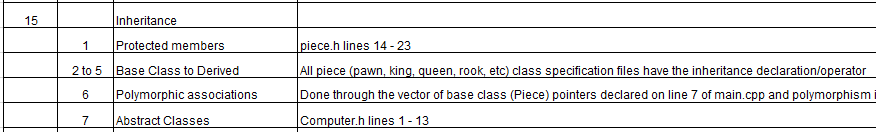 15 Inheritance
1 Protected members piece.h lines 14 - 23
2 to 5 Base Class to Derived All piece (pawn, king, queen, rook, etc) class specification files have the inheritance declaration/operator
6 Polymorphic associations Done through the vector of base class (Piece) pointers declared on line 7 of main.cpp and polymorphism
7 Abstract Classes Computer.h lines 1 - 13